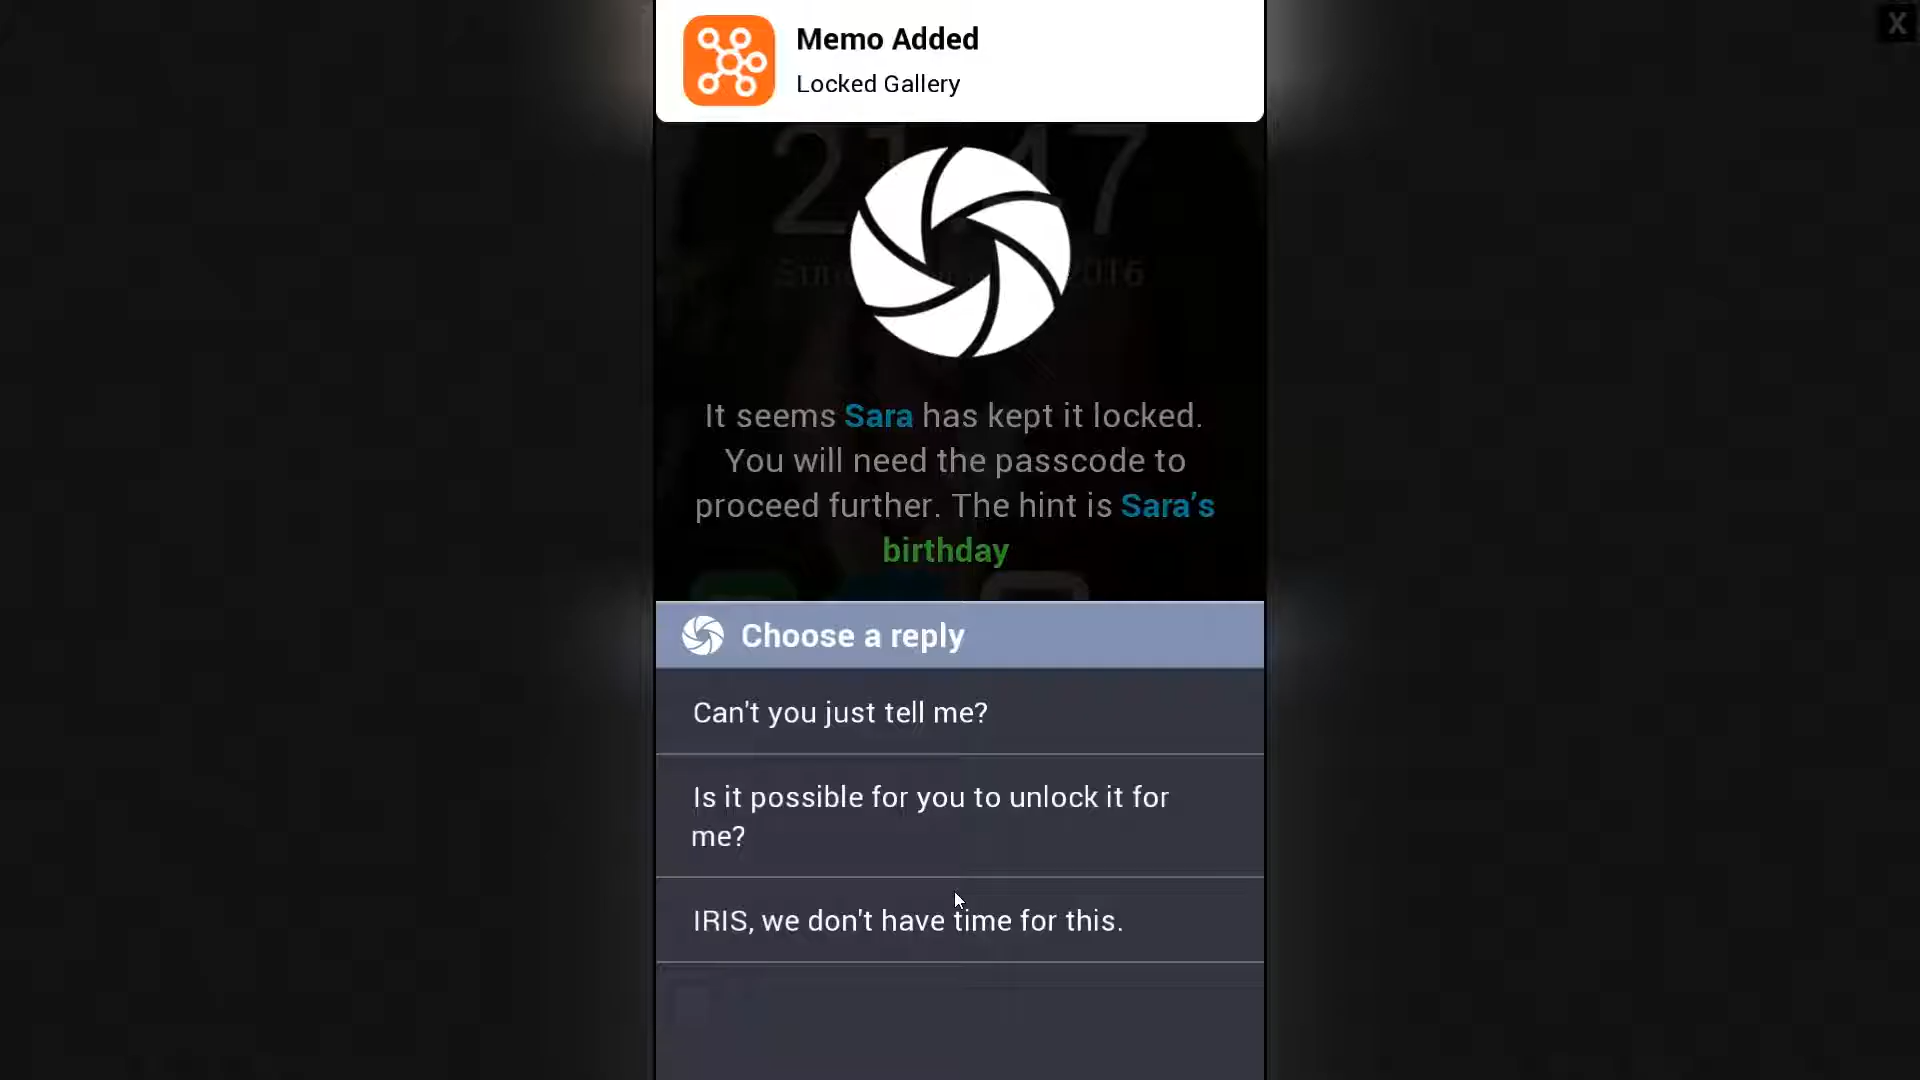 X
Memo Added
Locked Gallery
It seems Sara has kept it locked.
You will need the passcode to
proceed further. The hint is Sara's
birthday
Choose a reply
Can't you just tell me?
Is it possible for you to unlock it for
me?
IRIS, we don't have time for this.